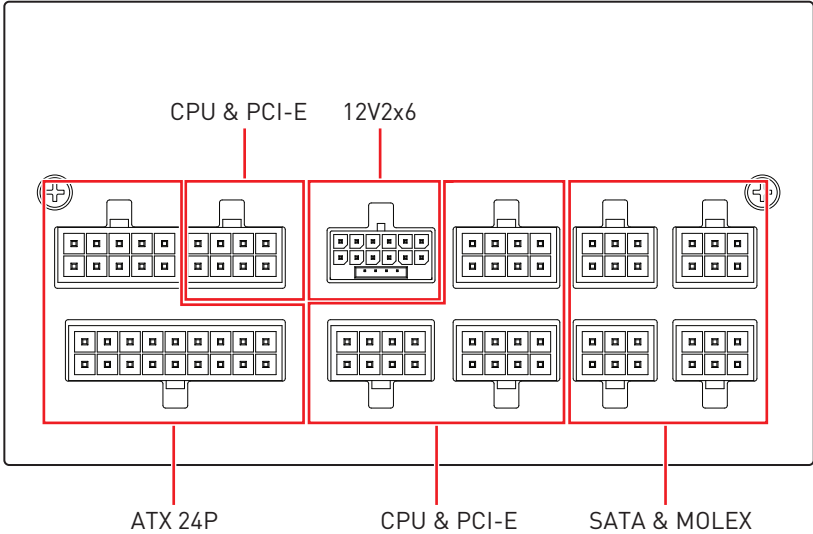 CPU & PCI-E
12V2x6
ATX 24P
CPU & PCI-E
SATA & MOLEX